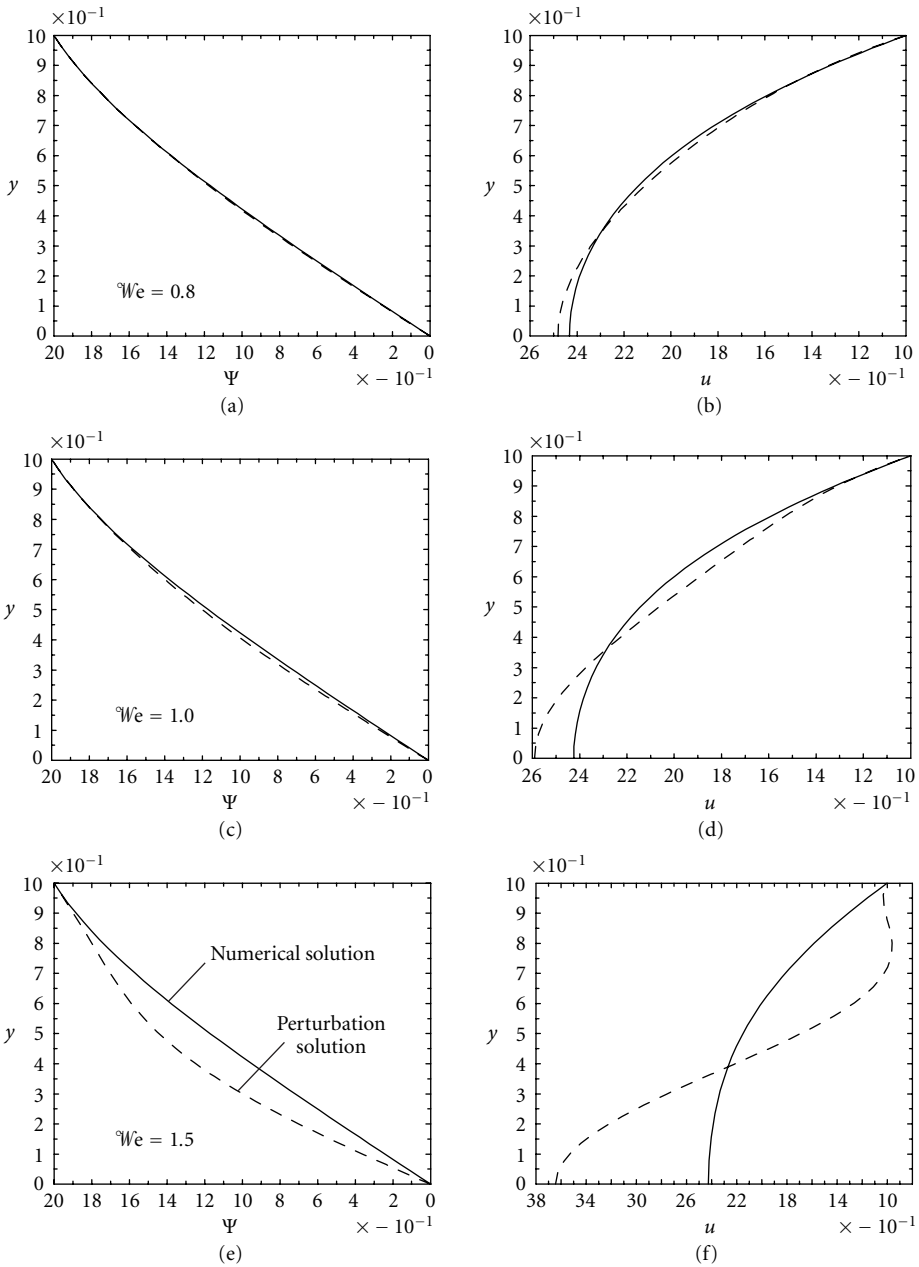 ×10⁻¹
10
9
8
7
6
5
4
3
2
1
0
y
𝒲e = 0.8
20 18 16 14 12 10 8 6 4 2 0
Ψ
× − 10⁻¹
(a)
×10⁻¹
10
9
8
7
6
5
4
3
2
1
0
y
26 24 22 20 18 16 14 12 10
u
× − 10⁻¹
(b)
×10⁻¹
10
9
8
7
6
5
4
3
2
1
0
y
𝒲e = 1.0
20 18 16 14 12 10 8 6 4 2 0
Ψ
× − 10⁻¹
(c)
×10⁻¹
10
9
8
7
6
5
4
3
2
1
0
y
26 24 22 20 18 16 14 12 10
u
× − 10⁻¹
(d)
×10⁻¹
10
9
8
7
6
5
4
3
2
1
0
y
Numerical solution
Perturbation
solution
𝒲e = 1.5
20 18 16 14 12 10 8 6 4 2 0
Ψ
× − 10⁻¹
(e)
×10⁻¹
10
9
8
7
6
5
4
3
2
1
0
y
38 34 30 26 22 18 14 10
u
× − 10⁻¹
(f)